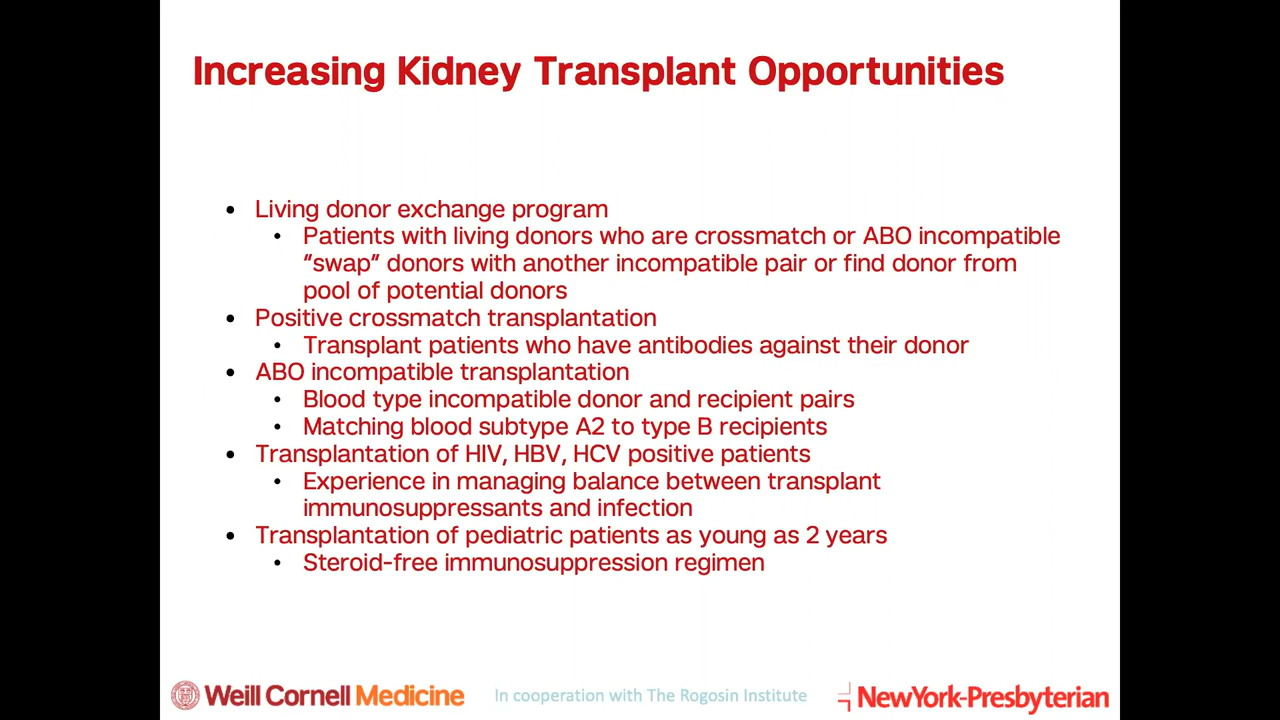 Increasing Kidney Transplant Opportunities
• Living donor exchange program
• Patients with living donors who are crossmatch or ABO incompatible
“swap” donors with another incompatible pair or find donor from
pool of potential donors
• Positive crossmatch transplantation
• Transplant patients who have antibodies against their donor
• ABO incompatible transplantation
• Blood type incompatible donor and recipient pairs
• Matching blood subtype A2 to type B recipients
• Transplantation of HIV, HBV, HCV positive patients
• Experience in managing balance between transplant
immunosuppressants and infection
• Transplantation of pediatric patients as young as 2 years
• Steroid-free immunosuppression regimen
Weill Cornell Medicine
In cooperation with The Rogosin Institute
NewYork-Presbyterian